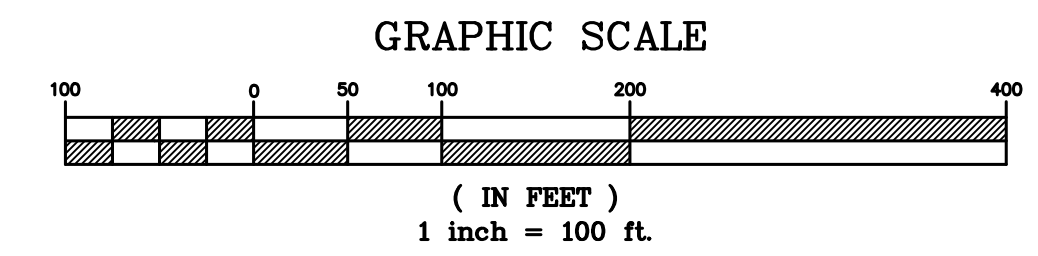 GRAPHIC SCALE
100 0 50 100 200 400
( IN FEET )
1 inch = 100 ft.